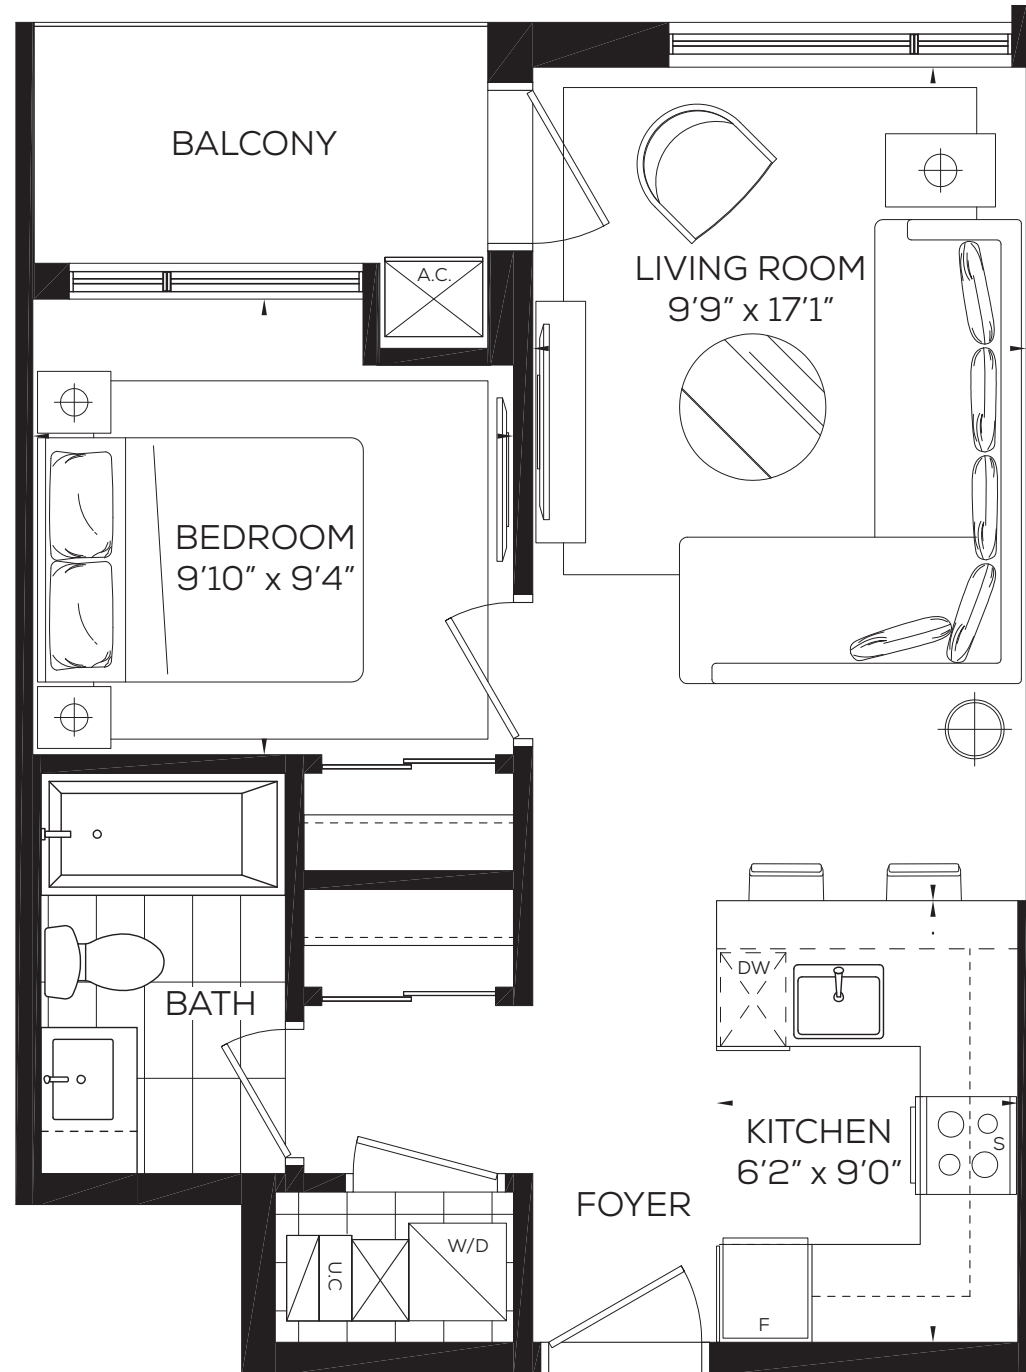 BALCONY
A.C.
LIVING ROOM
9’9” x 17’1”
BEDROOM
9’10” x 9’4”
BATH
DW
KITCHEN
6’2” x 9’0”
S
FOYER
W/D
U.C
F